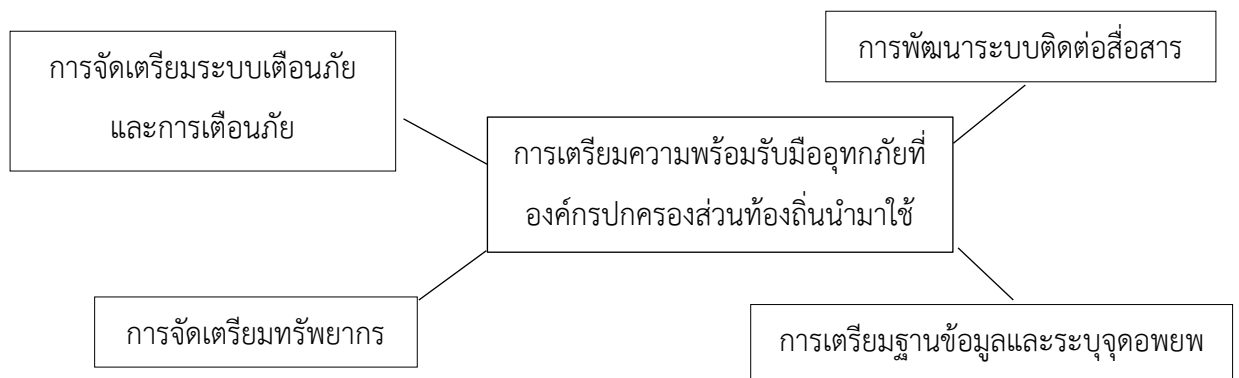 การจัดเตรียมระบบเตือนภัย
และการเตือนภัย
การพัฒนาระบบติดต่อสื่อสาร
การเตรียมความพร้อมรับมืออุทกภัยที่
องค์กรปกครองส่วนท้องถิ่นนำมาใช้
การจัดเตรียมทรัพยากร
การเตรียมฐานข้อมูลและระบุจุดอพยพ